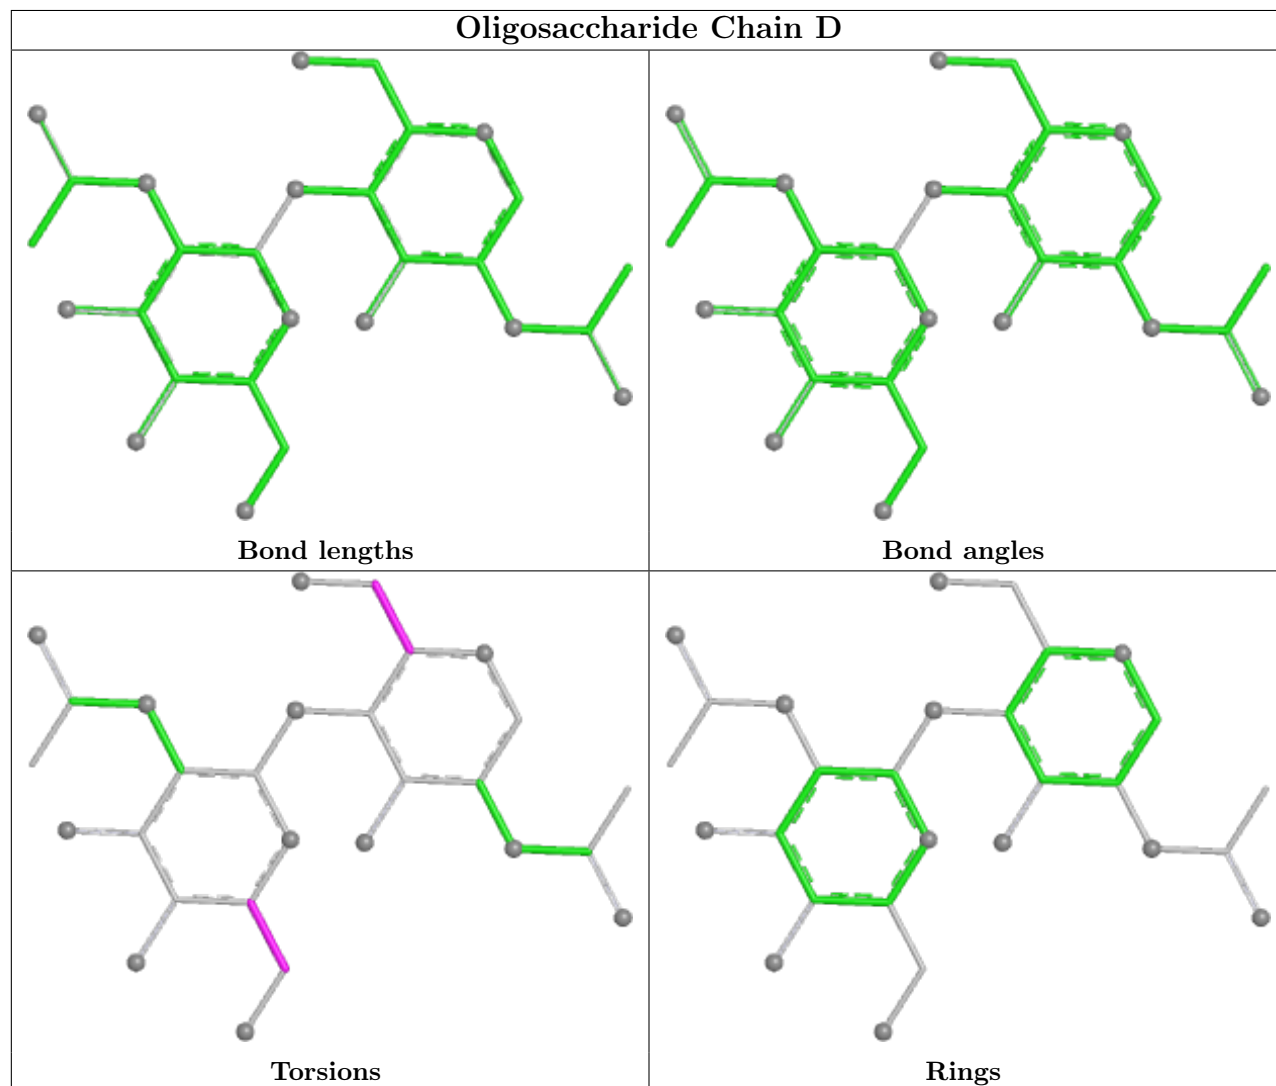 Oligosaccharide Chain D
Bond lengths
Bond angles
Torsions
Rings